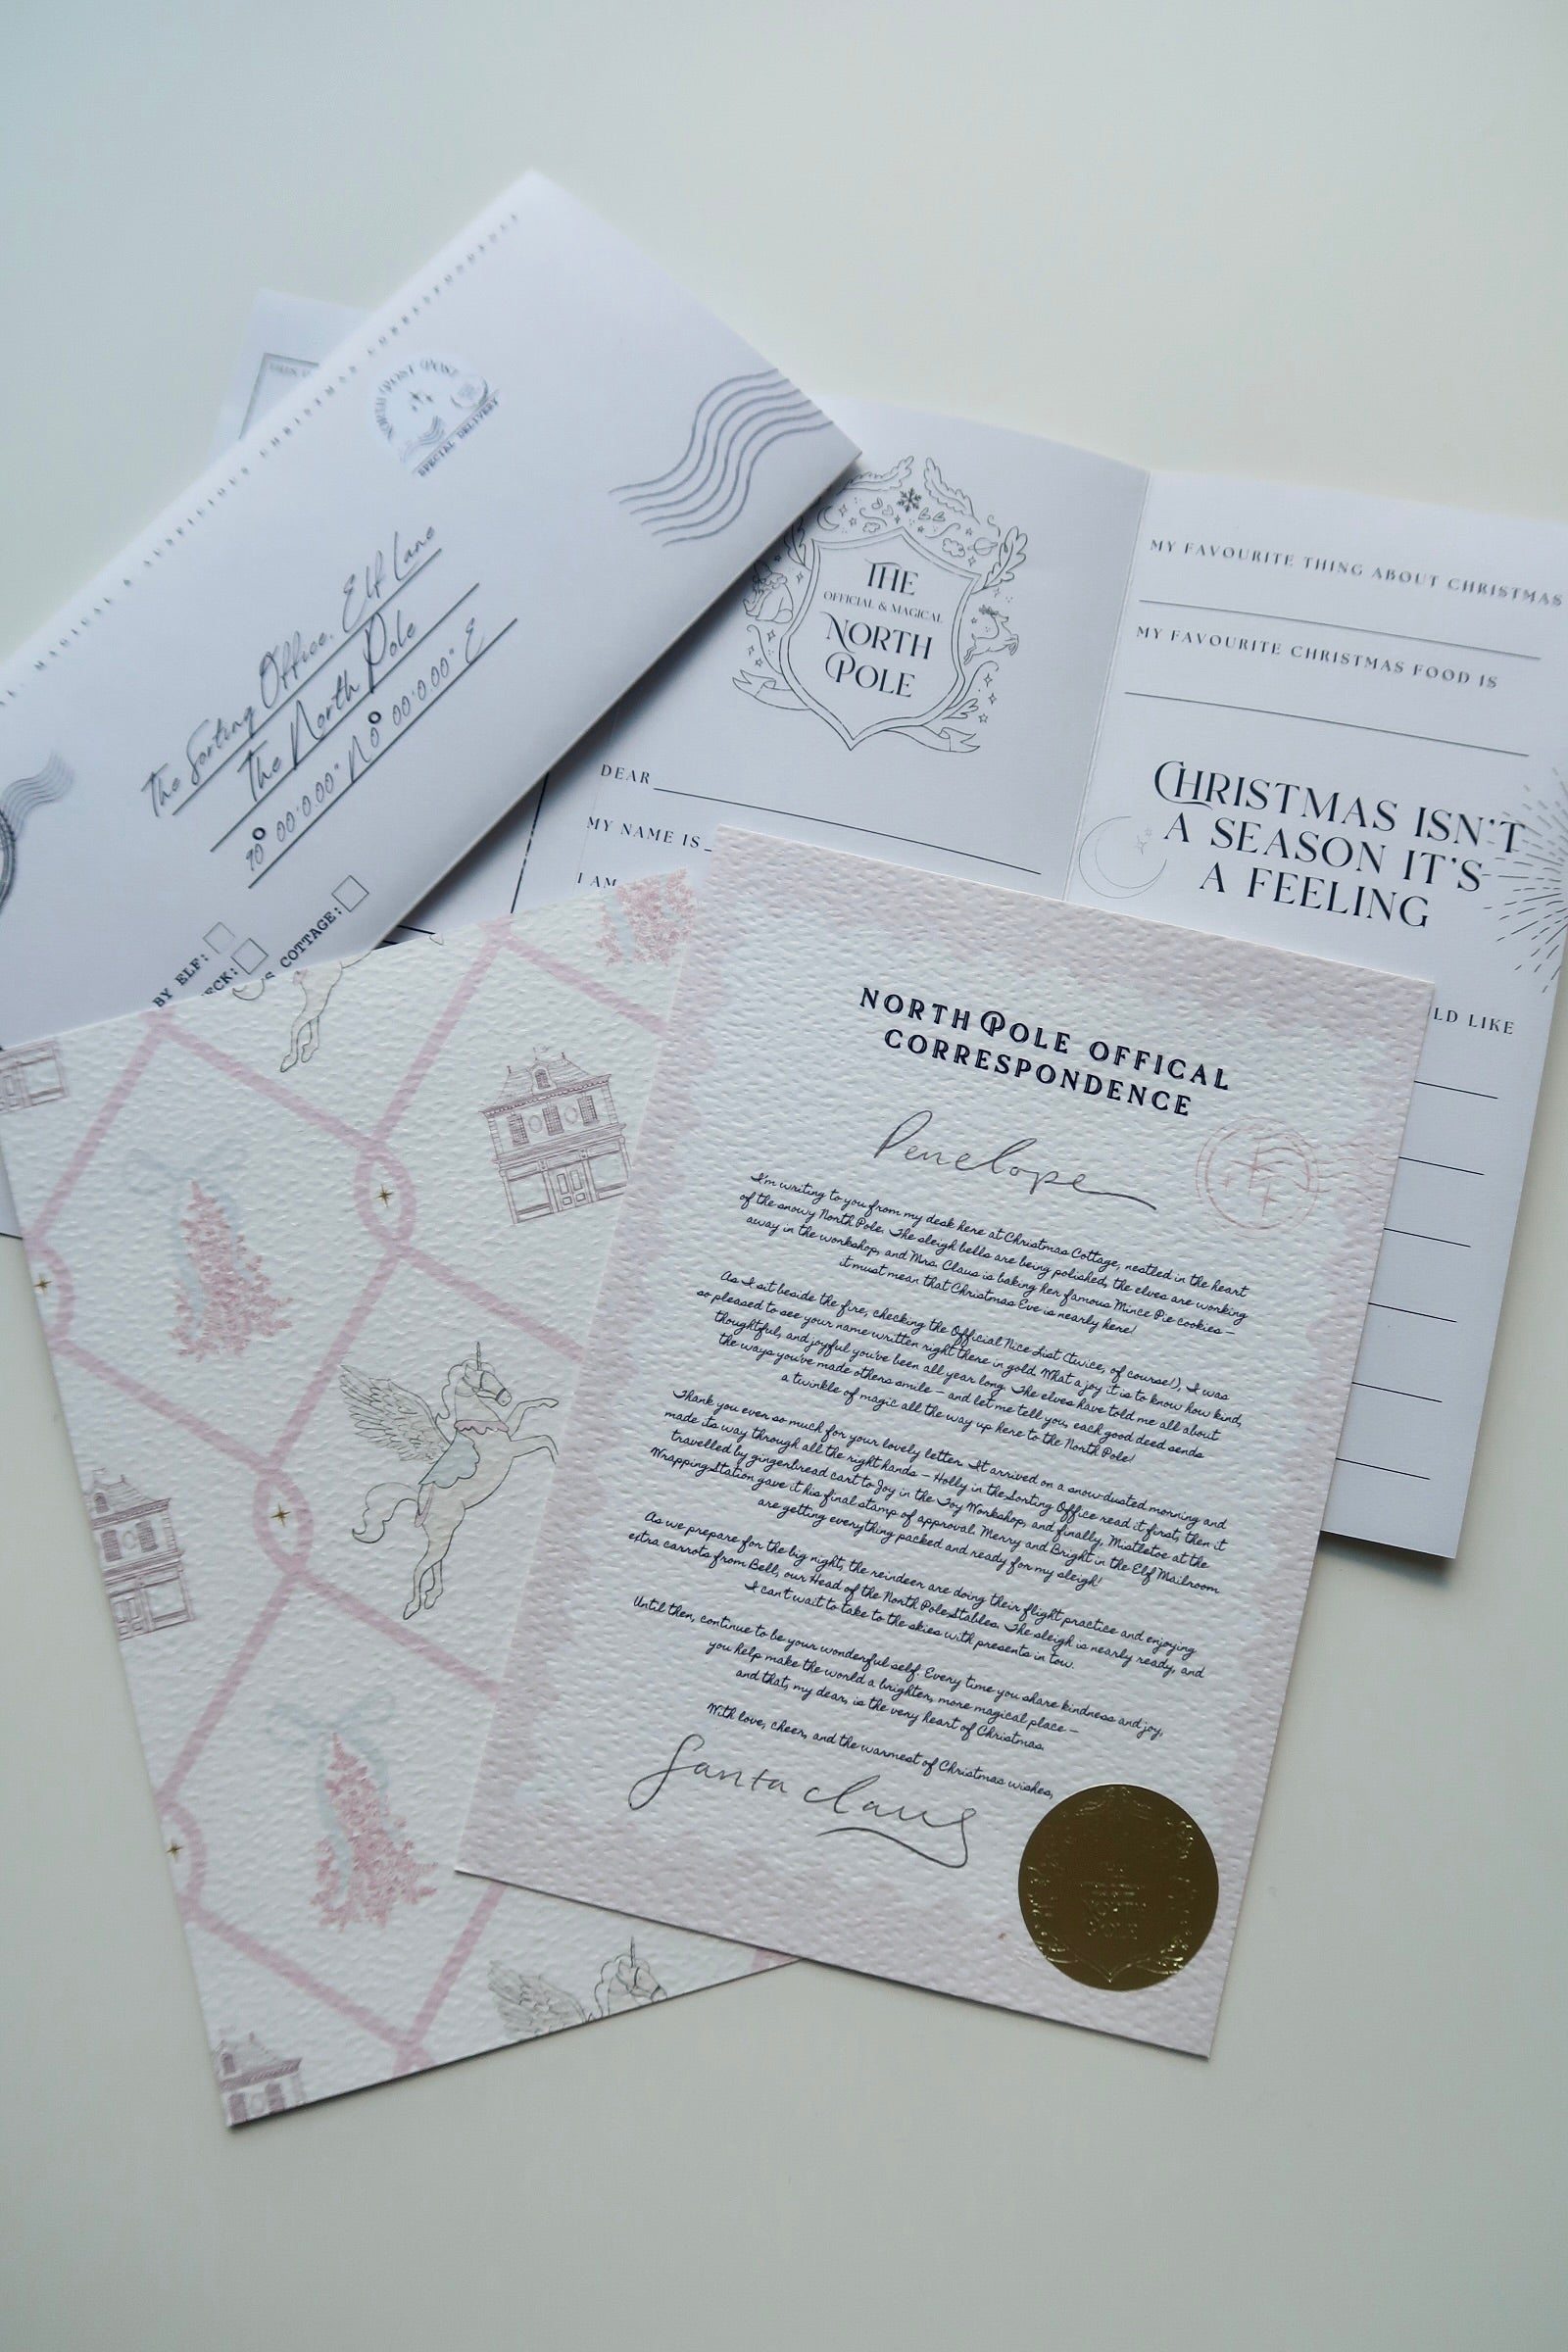 MAGICAL & AUSPICIOUS CHRISTMAS CORRESPONDENCE
NORTH POST POST
SPECIAL DELIVERY
The Sorting Office, Elf Lane
The North Pole
90° 00'0.00" N 0° 00'0.00" E
BY ELF:
ECK:
COTTAGE:
THE
OFFICIAL & MAGICAL
NORTH
POLE
DEAR
MY NAME IS
I AM
MY FAVOURITE THING ABOUT CHRISTMAS
MY FAVOURITE CHRISTMAS FOOD IS
CHRISTMAS ISN'T
A SEASON IT'S
A FEELING
LD LIKE
NORTH POLE OFFICAL
CORRESPONDENCE
Penelope
I'm writing to you from my desk here at Christmas Cottage, nestled in the heart
of the snowy North Pole. The sleigh bells are being polished, the elves are working
away in the workshop, and Mrs. Claus is baking her famous Mince Pie cookies –
it must mean that Christmas Eve is nearly here!
As I sit beside the fire, checking the Official Nice List (twice, of course!), I was
so pleased to see your name written right there in gold. What a joy it is to know how kind,
thoughtful, and joyful you've been all year long. The elves have told me all about
the ways you've made others smile – and let me tell you, each good deed sends
a twinkle of magic all the way up here to the North Pole!
Thank you ever so much for your lovely letter. It arrived on a snow-dusted morning and
made its way through all the right hands – Holly in the Sorting Office read it first, then it
travelled by gingerbread cart to Joy in the Toy Workshop, and finally, Mistletoe at the
Wrapping Station gave it his final stamp of approval. Merry and Bright in the Elf Mailroom
are getting everything packed and ready for my sleigh!
As we prepare for the big night, the reindeer are doing their flight practice and enjoying
extra carrots from Bell, our Head of the North Pole Stables. The sleigh is nearly ready, and
I can't wait to take to the skies with presents in tow.
Until then, continue to be your wonderful self. Every time you share kindness and joy,
you help make the world a brighter, more magical place –
and that, my dear, is the very heart of Christmas.
With love, cheer, and the warmest of Christmas wishes,
Santa Claus